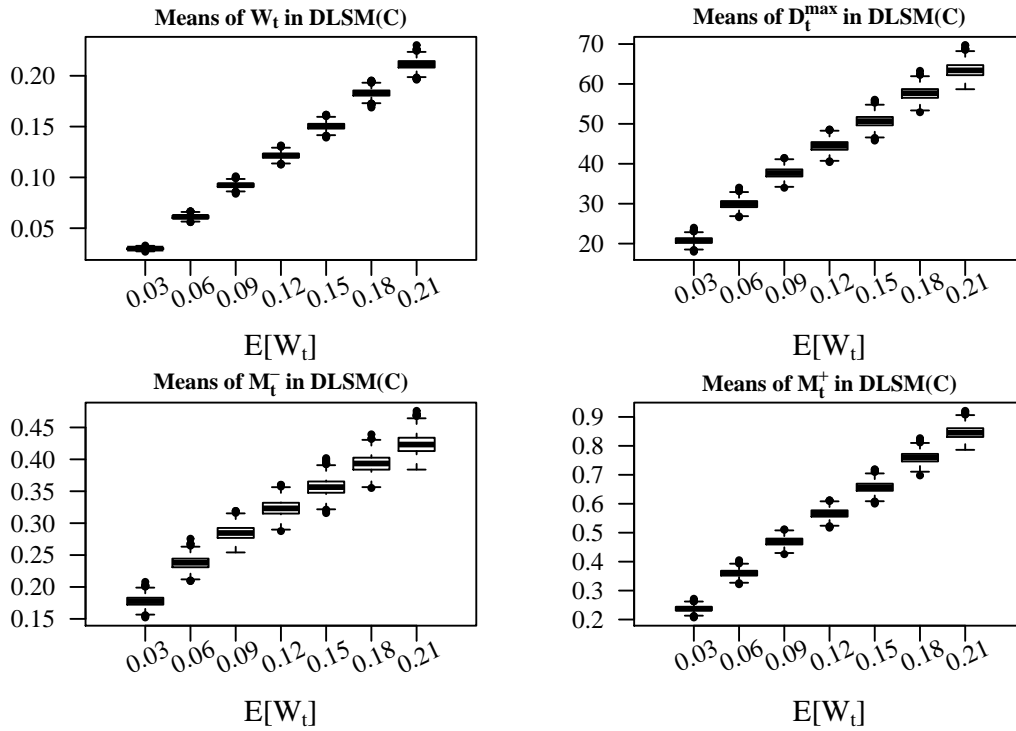 Means of W_t in DLSM(C)
0.20
0.15
0.10
0.05
0.03 0.06 0.09 0.12 0.15 0.18 0.21
E[W_t]
Means of D_t^max in DLSM(C)
70
60
50
40
30
20
0.03 0.06 0.09 0.12 0.15 0.18 0.21
E[W_t]
Means of M_t^− in DLSM(C)
0.45
0.40
0.35
0.30
0.25
0.20
0.15
0.03 0.06 0.09 0.12 0.15 0.18 0.21
E[W_t]
Means of M_t^+ in DLSM(C)
0.9
0.8
0.7
0.6
0.5
0.4
0.3
0.2
0.03 0.06 0.09 0.12 0.15 0.18 0.21
E[W_t]